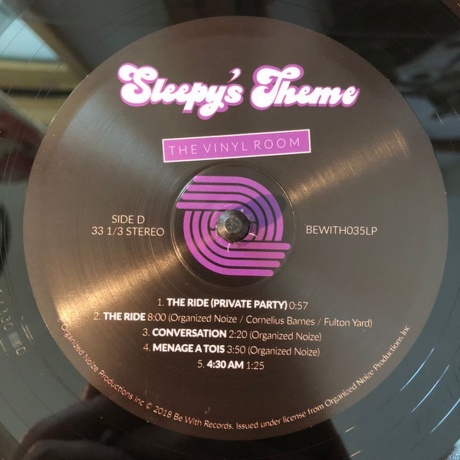 Sleepy's Theme
THE VINYL ROOM
SIDE D
33 1/3 STEREO
BEWITH035LP
1. THE RIDE (PRIVATE PARTY) 0:57
2. THE RIDE 8:00 (Organized Noize / Cornelius Barnes / Fulton Yard)
3. CONVERSATION 2:20 (Organized Noize)
4. MENAGE A TOIS 3:50 (Organized Noize)
5. 4:30 AM 1:25
Organized Noize Productions Inc © 2018 Be With Records. Issued under license from Organized Noize Productions Inc